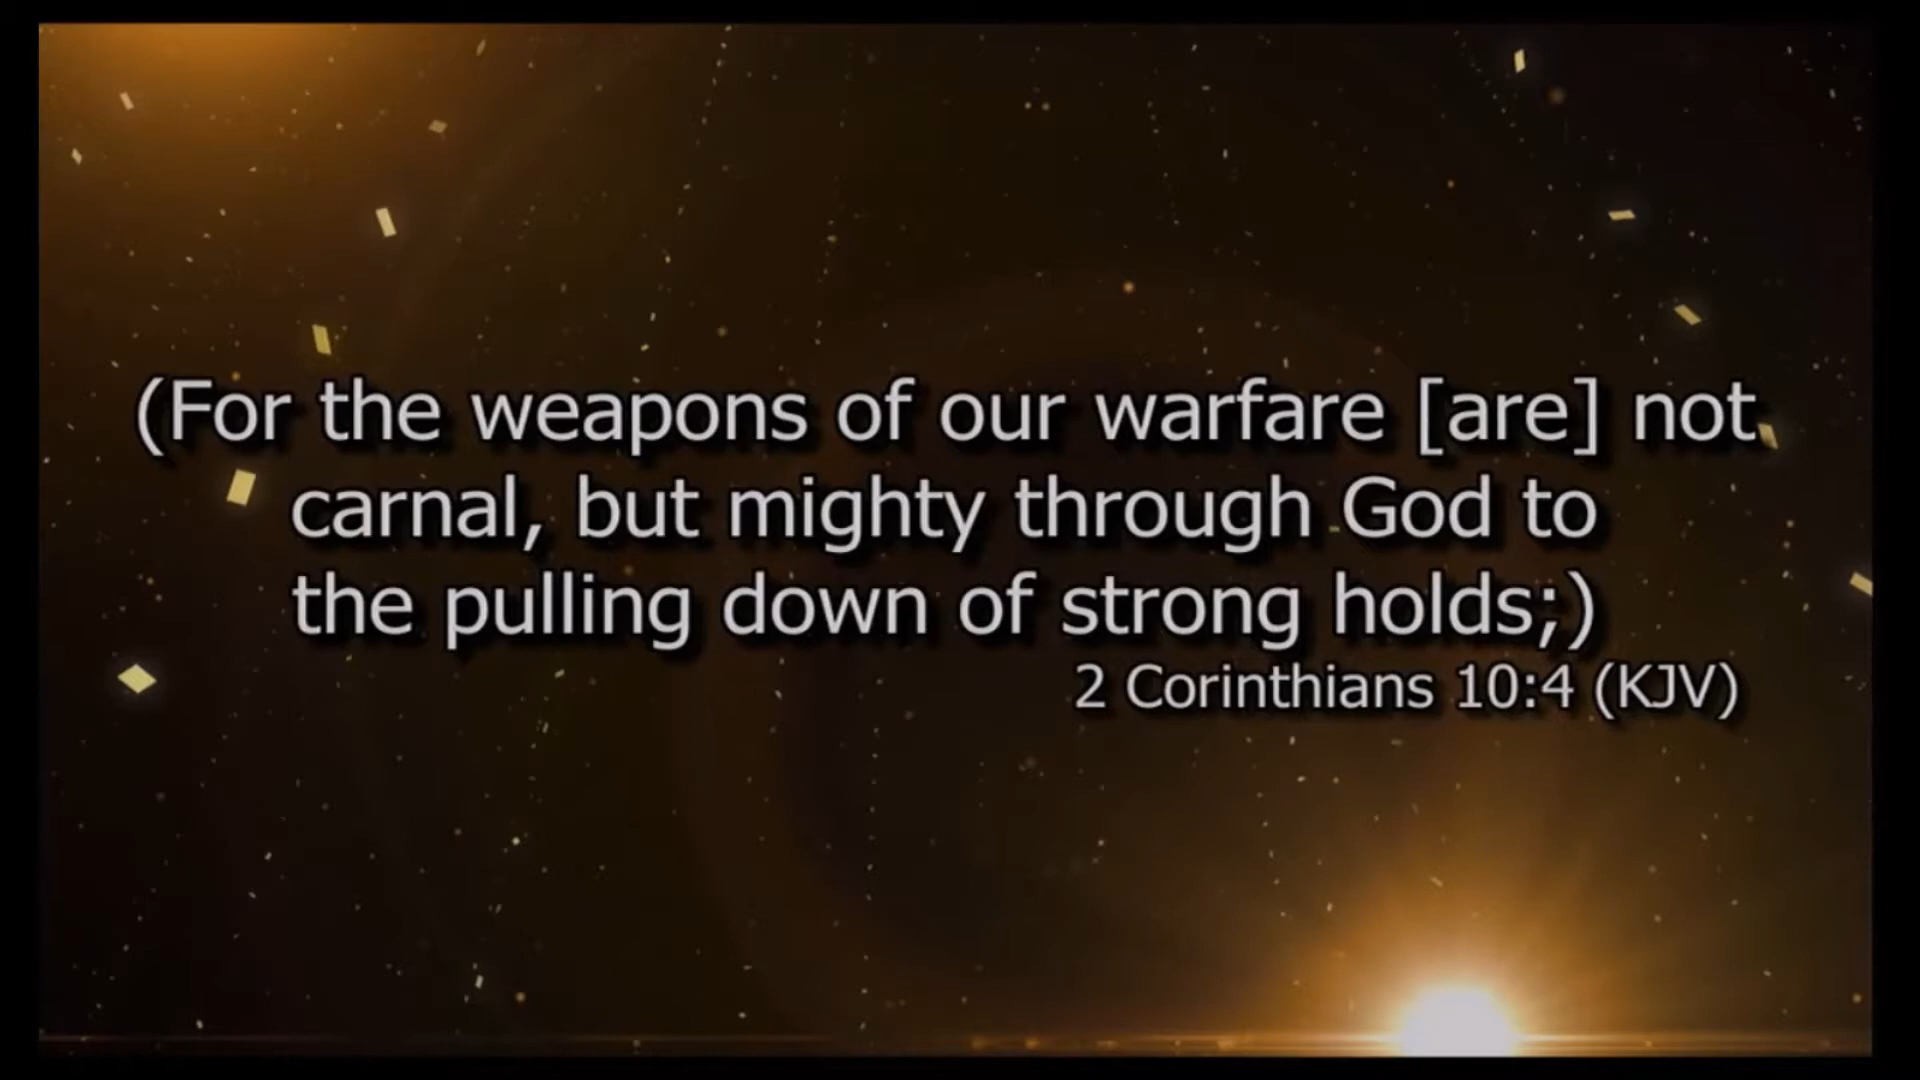 (For the weapons of our warfare [are] not
carnal, but mighty through God to
the pulling down of strong holds;)
2 Corinthians 10:4 (KJV)